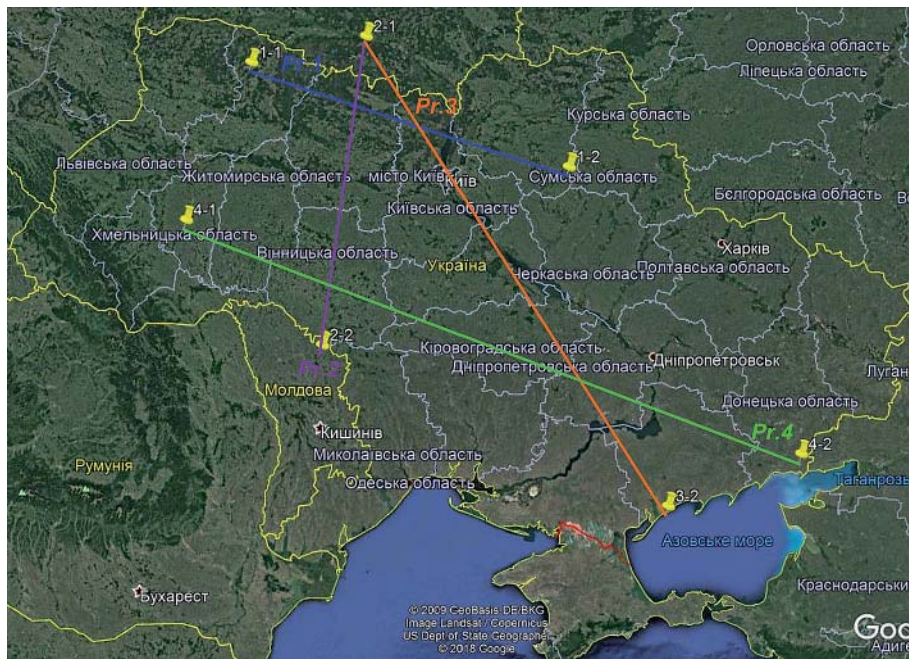 2-1
Орловська область
1-1
Pr.1
Ліпецька область
Pr.3
Курська область
Львівська область
1-2
Житомирська область
місто Київ
Київ
Сумська область
Бєлгородська область
4-1
Київська область
Хмельницька область
Вінницька область
Харків
Україна
Черкаська область
Полтавська область
2-2
Кіровоградська область
Дніпропетровськ
Pr.2
Дніпропетровська область
Луган
Молдова
Донецька область
Pr.4
Кишинів
4-2
Миколаївська область
Румунія
Таганрозь
Одеська область
3-2
Азовське море
Краснодарський
Бухарест
© 2009 GeoBasis-DE/BKG
Image Landsat / Copernicus
US Dept of State Geographer
© 2018 Google
Goo
Адиге